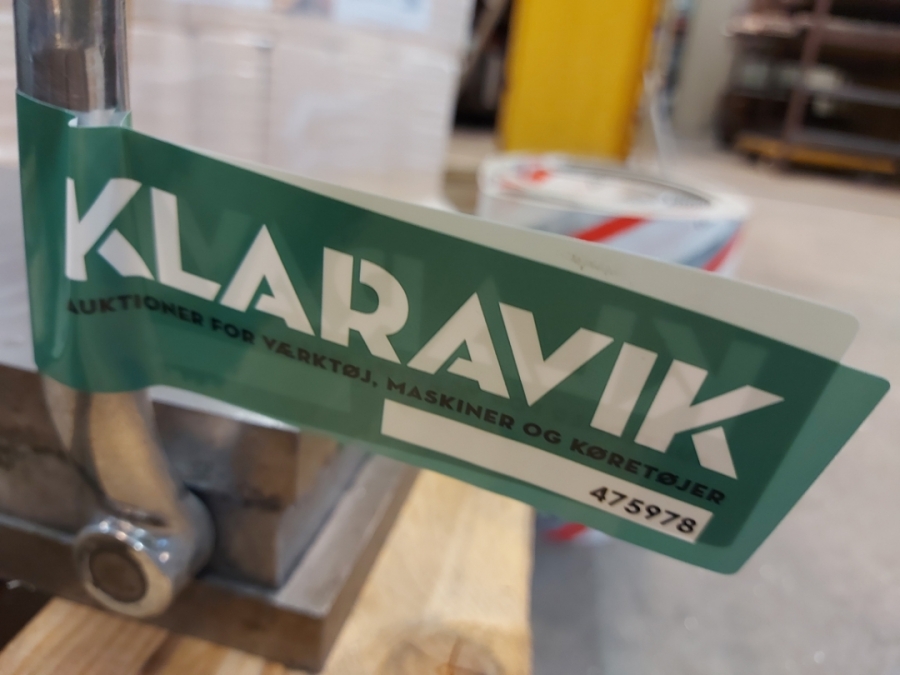 KLARAVIK
AUKTIONER FOR VÆRKTØJ, MASKINER OG KØRETØJER
475978